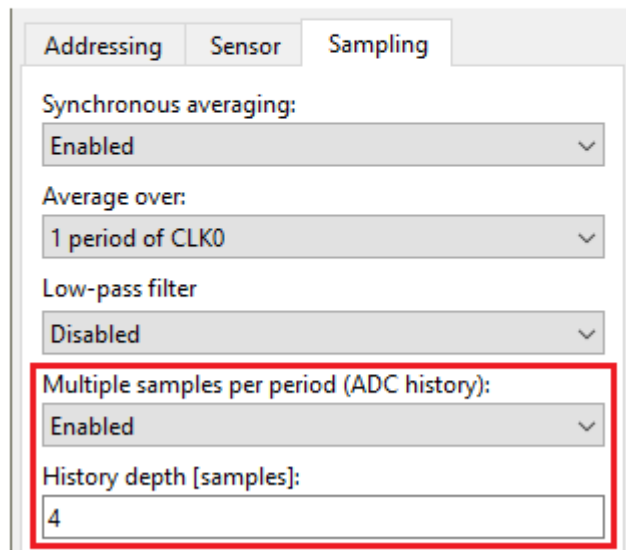 Addressing Sensor Sampling
Synchronous averaging:
Enabled
Average over:
1 period of CLK0
Low-pass filter
Disabled
Multiple samples per period (ADC history):
Enabled
History depth [samples]:
4